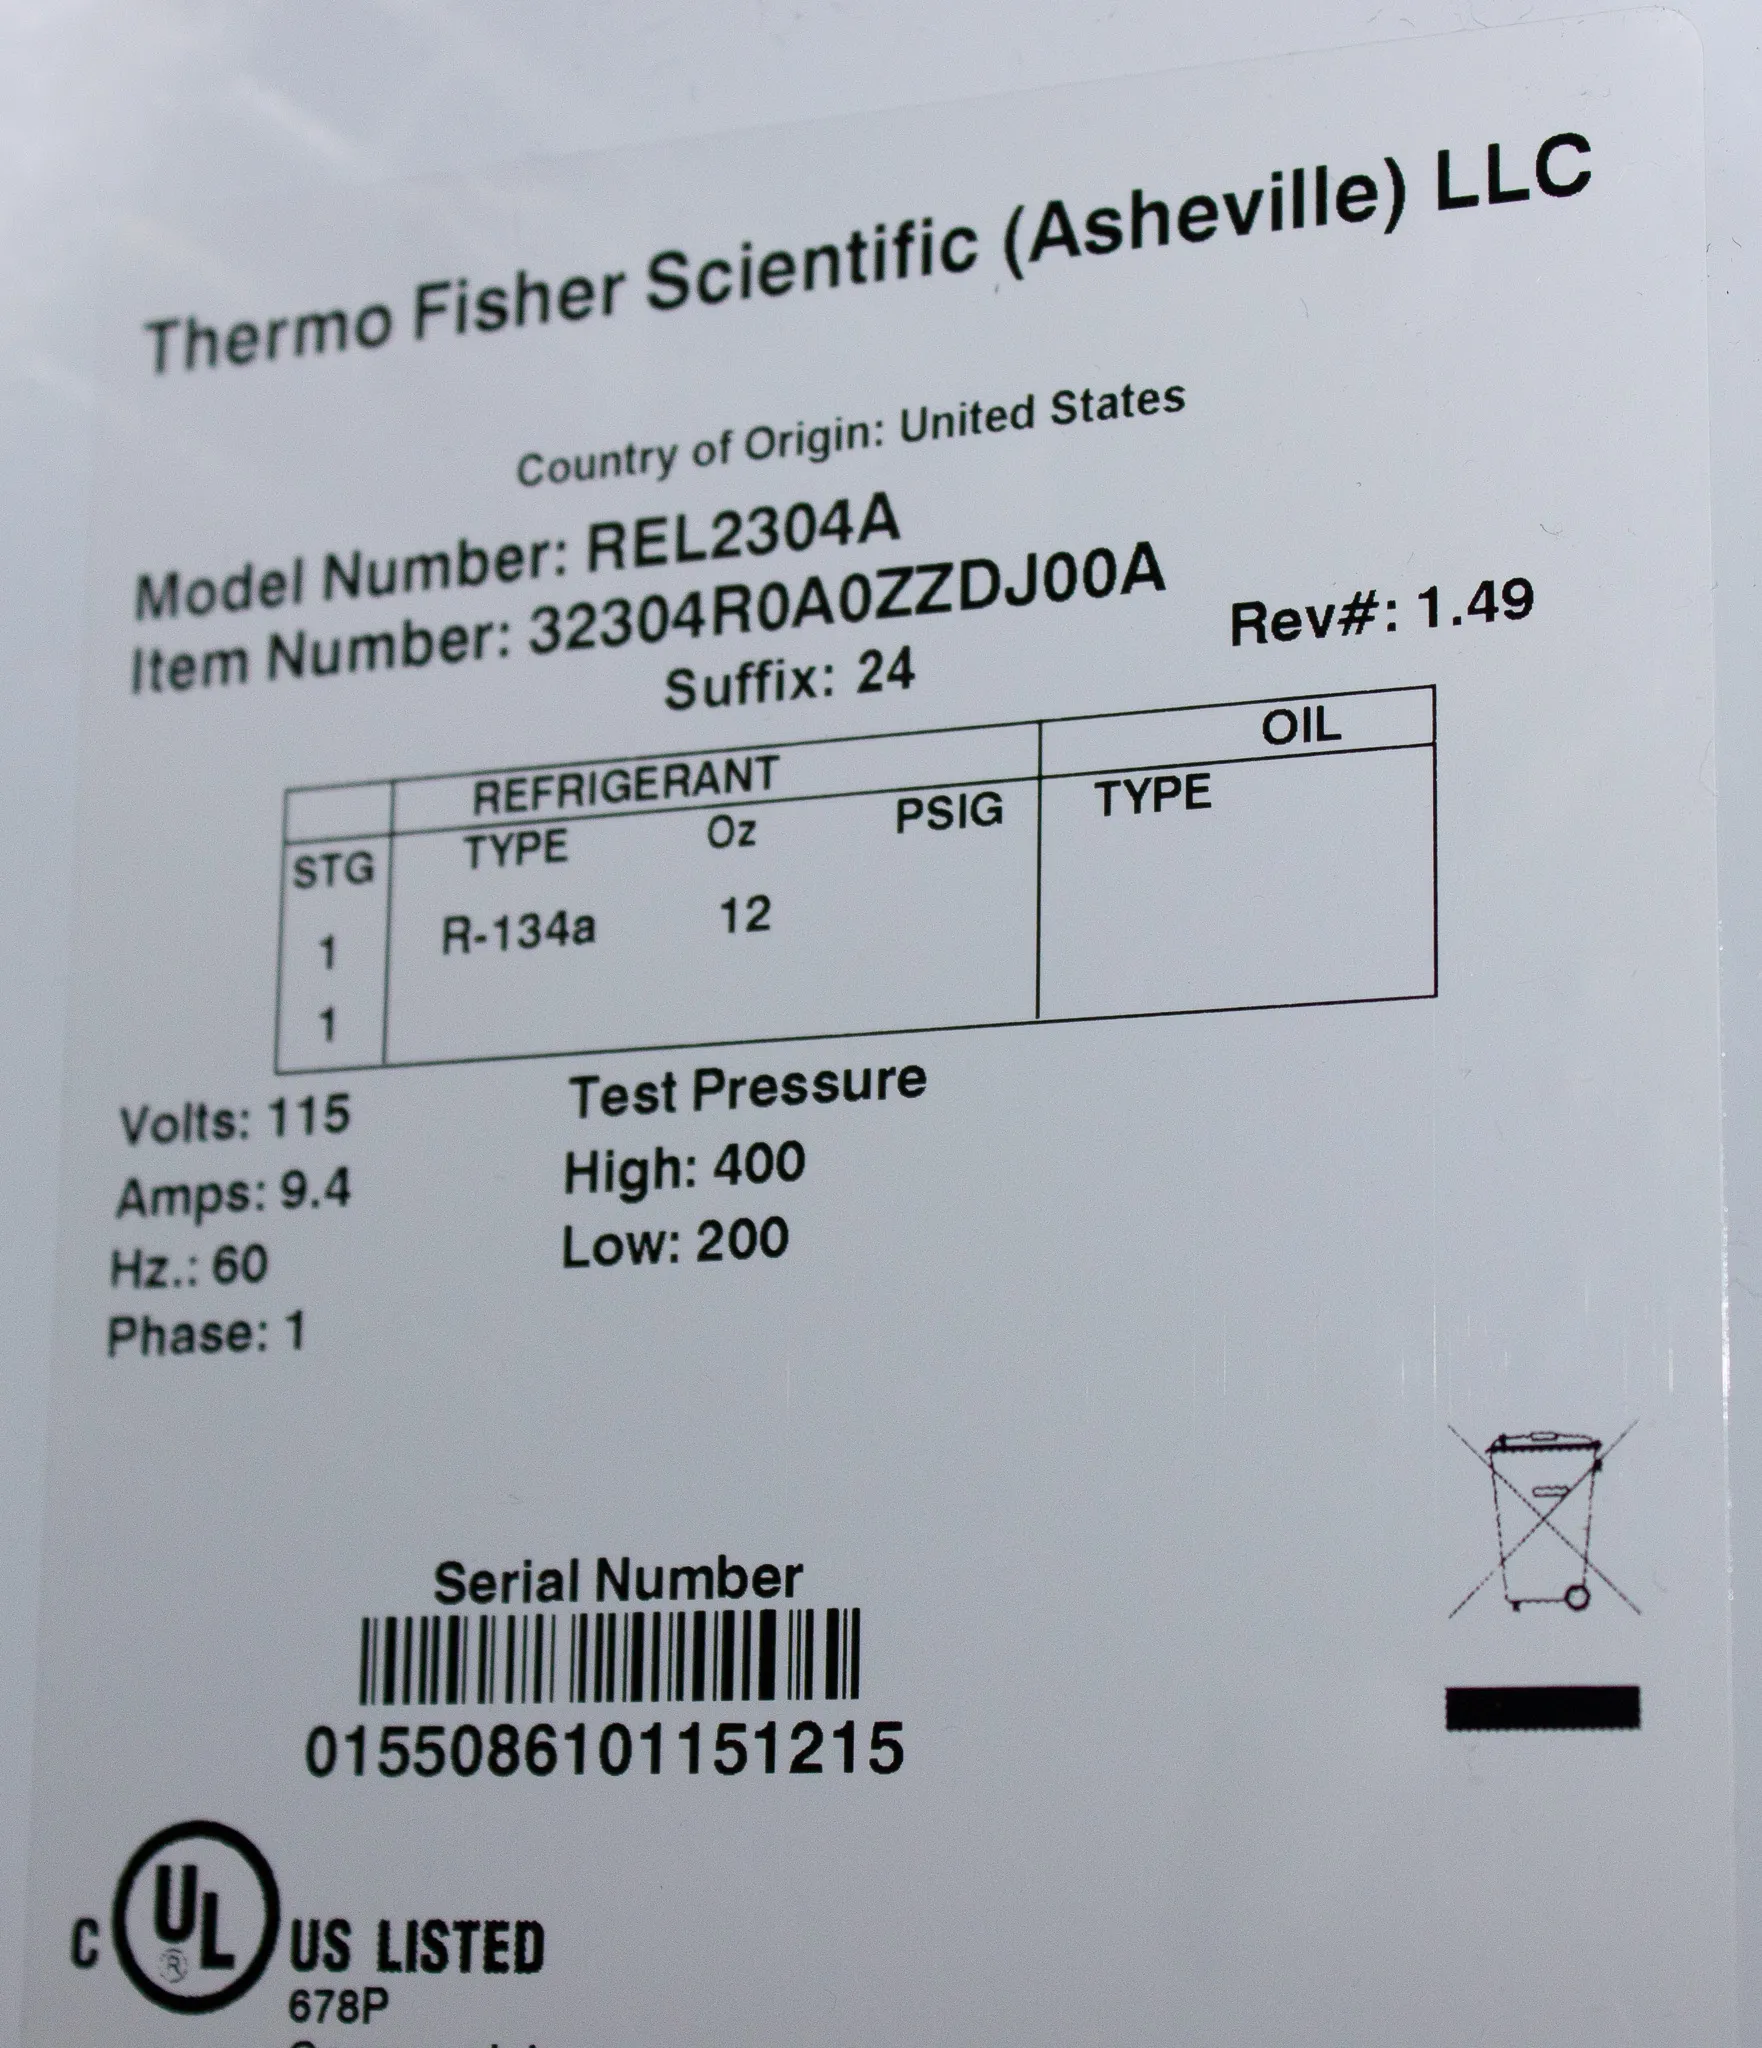 Thermo Fisher Scientific (Asheville) LLC
Country of Origin: United States
Model Number: REL2304A
Item Number: 32304R0A0ZZDJ00A
Rev#: 1.49
Suffix: 24
REFRIGERANT OIL
STG TYPE Oz PSIG TYPE
1 R-134a 12
1
Volts: 115
Amps: 9.4
Hz.: 60
Phase: 1
Test Pressure
High: 400
Low: 200
Serial Number
0155086101151215
C UL ® US LISTED
678P